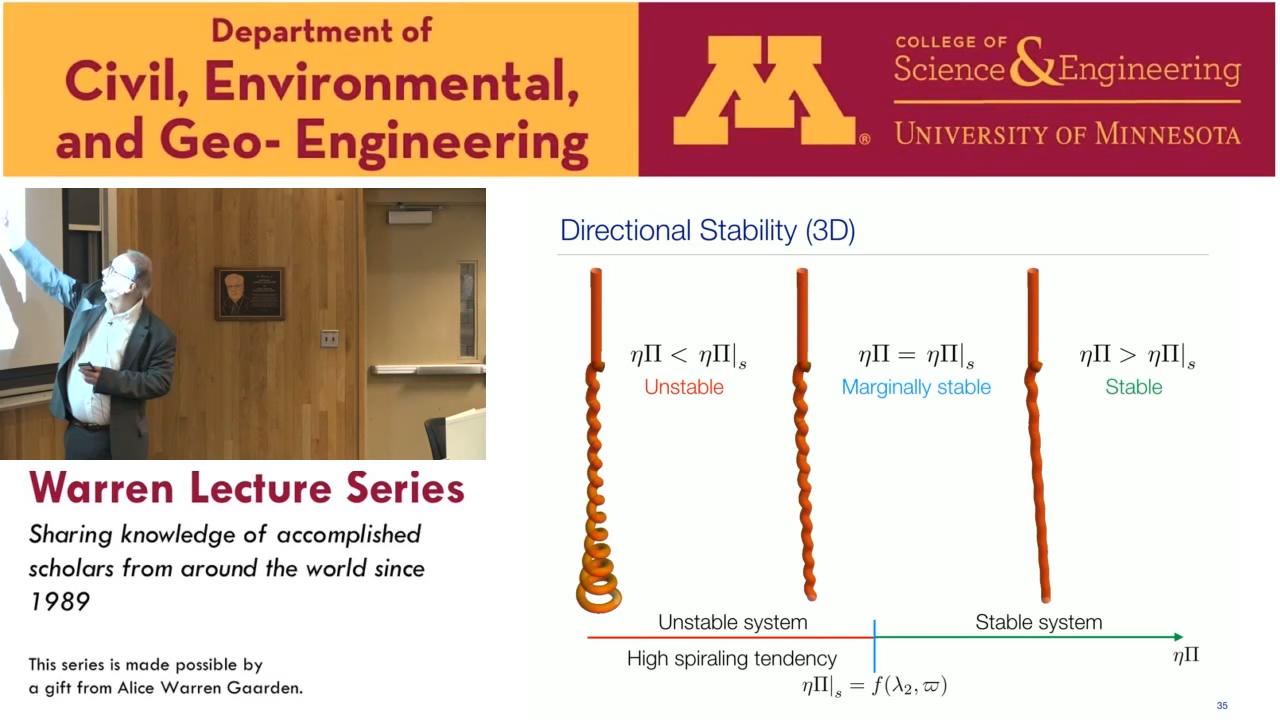 Department of
Civil, Environmental,
and Geo- Engineering
M®
COLLEGE OF
Science & Engineering
UNIVERSITY OF MINNESOTA
Warren Lecture Series
Sharing knowledge of accomplished
scholars from around the world since
1989
This series is made possible by
a gift from Alice Warren Gaarden.
Directional Stability (3D)
ηΠ < ηΠ|s
Unstable
ηΠ = ηΠ|s
Marginally stable
ηΠ > ηΠ|s
Stable
Unstable system
Stable system
High spiraling tendency
ηΠ
ηΠ|s = f(λ2, ϖ)
35